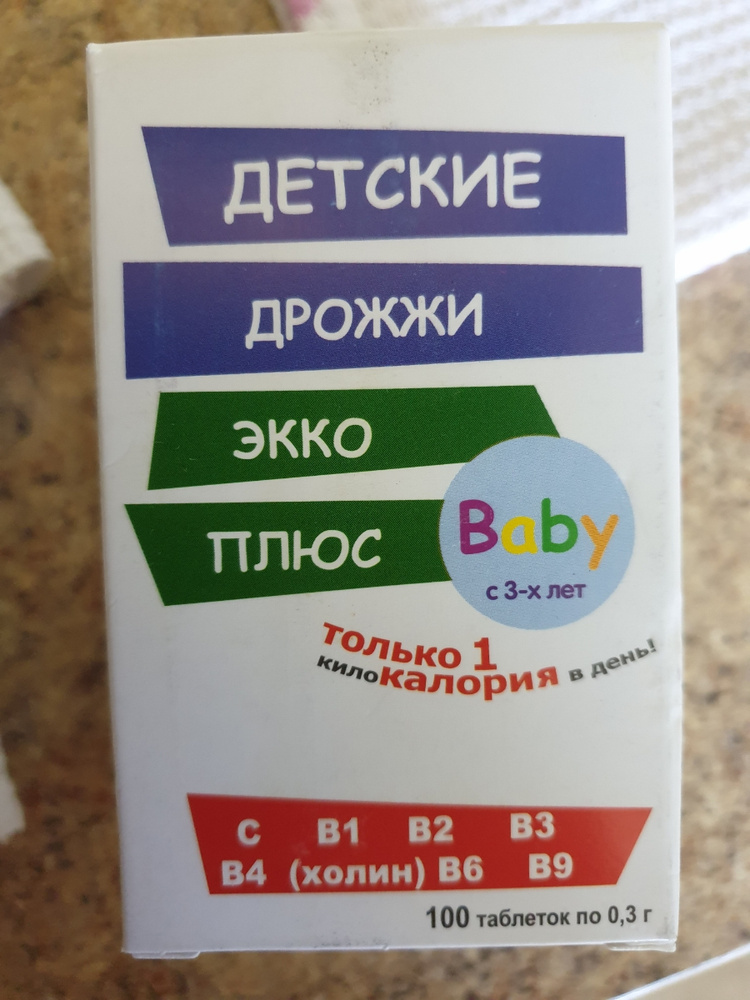 ДЕТСКИЕ
ДРОЖЖИ
ЭККО
ПЛЮС
Baby
с 3-х лет
только 1
килокалория в день!
C B1 B2 B3
B4 (холин) B6 B9
100 таблеток по 0,3 г